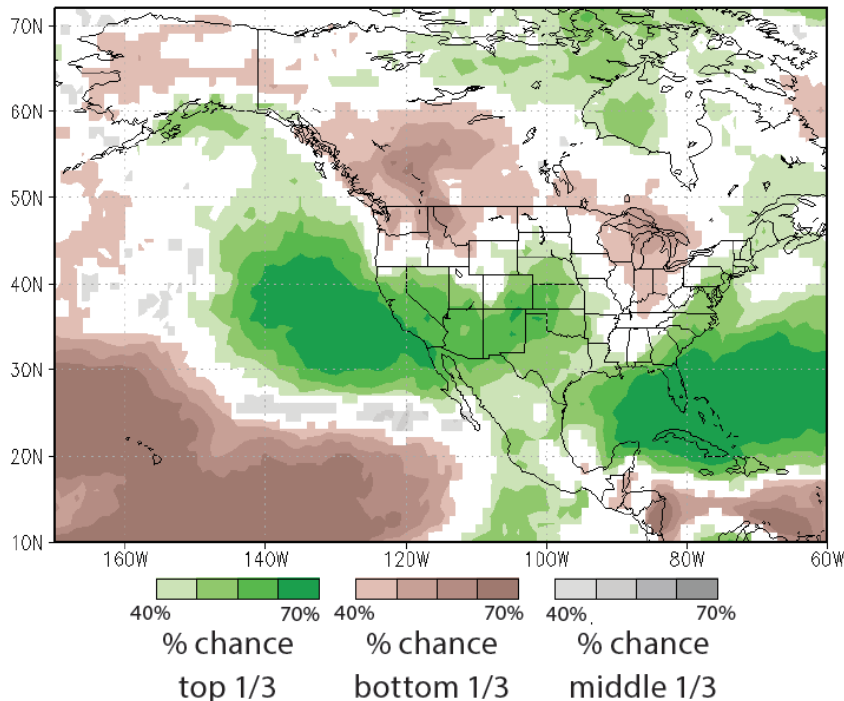 70N
60N
50N
40N
30N
20N
10N
160W 140W 120W 100W 80W 60W
40% 70% 40% 70% 40% 70%
% chance % chance % chance
top 1/3 bottom 1/3 middle 1/3